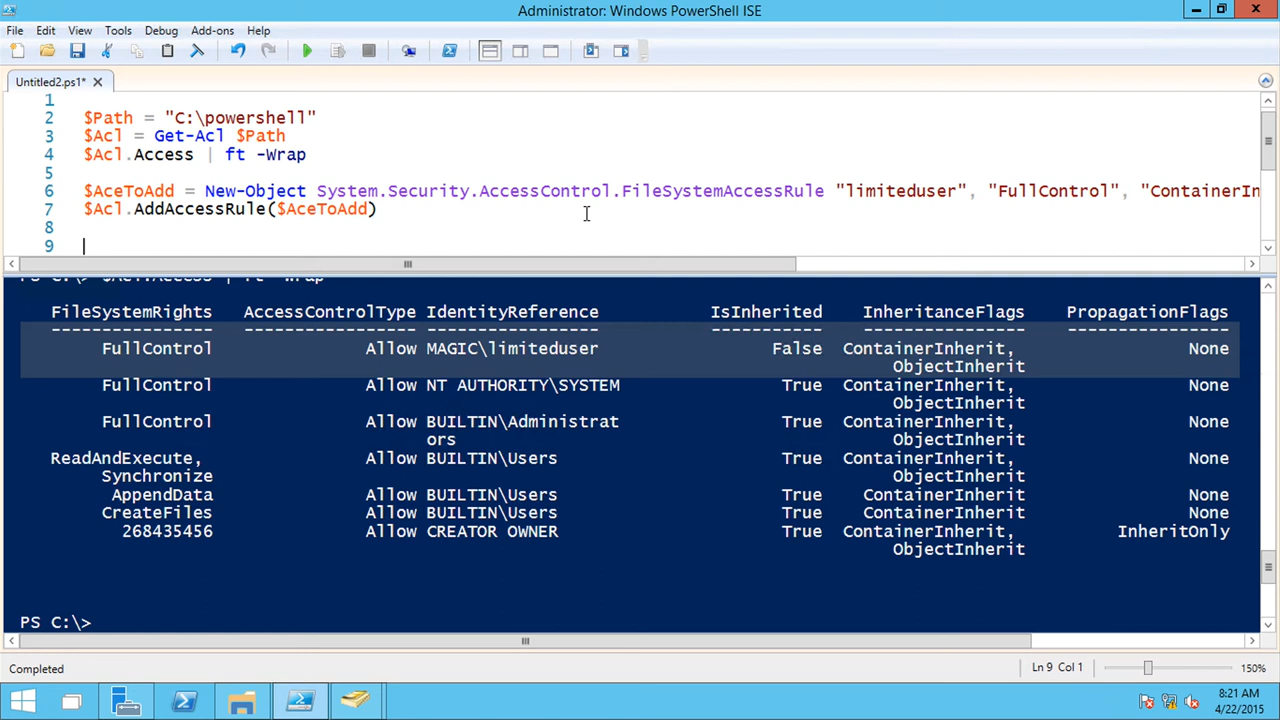 Administrator: Windows PowerShell ISE
File Edit View Tools Debug Add-ons Help
Untitled2.ps1*
1
2 $Path = "C:\powershell"
3 $Acl = Get-Acl $Path
4 $Acl.Access | ft -Wrap
5
6 $AceToAdd = New-Object System.Security.AccessControl.FileSystemAccessRule "limiteduser", "FullControl", "ContainerIn
7 $Acl.AddAccessRule($AceToAdd)
8
9
PS C:\> $Acl.Access | ft -Wrap
FileSystemRights AccessControlType IdentityReference IsInherited InheritanceFlags PropagationFlags
---------------- ----------------- ----------------- ----------- ---------------- ----------------
FullControl Allow MAGIC\limiteduser False ContainerInherit, None
ObjectInherit
FullControl Allow NT AUTHORITY\SYSTEM True ContainerInherit, None
ObjectInherit
FullControl Allow BUILTIN\Administrat True ContainerInherit, None
ors ObjectInherit
ReadAndExecute, Allow BUILTIN\Users True ContainerInherit, None
Synchronize ObjectInherit
AppendData Allow BUILTIN\Users True ContainerInherit None
CreateFiles Allow BUILTIN\Users True ContainerInherit None
268435456 Allow CREATOR OWNER True ContainerInherit, InheritOnly
ObjectInherit
PS C:\>
Completed Ln 9 Col 1 150%
8:21 AM
4/22/2015